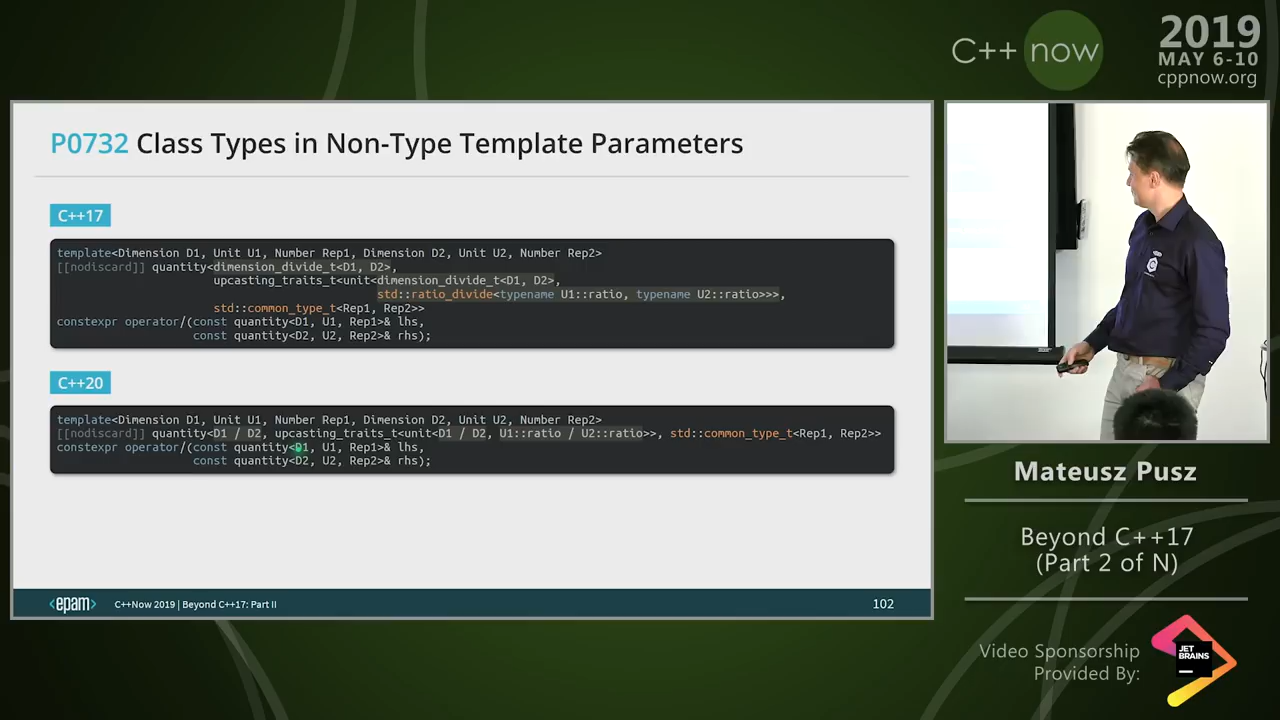 C++ now
2019
MAY 6-10
cppnow.org
P0732 Class Types in Non-Type Template Parameters
C++17
template<Dimension D1, Unit U1, Number Rep1, Dimension D2, Unit U2, Number Rep2>
[[nodiscard]] quantity<dimension_divide_t<D1, D2>,
upcasting_traits_t<unit<dimension_divide_t<D1, D2>,
std::ratio_divide<typename U1::ratio, typename U2::ratio>>>,
std::common_type_t<Rep1, Rep2>>
constexpr operator/(const quantity<D1, U1, Rep1>& lhs,
const quantity<D2, U2, Rep2>& rhs);
C++20
template<Dimension D1, Unit U1, Number Rep1, Dimension D2, Unit U2, Number Rep2>
[[nodiscard]] quantity<D1 / D2, upcasting_traits_t<unit<D1 / D2, U1::ratio / U2::ratio>>, std::common_type_t<Rep1, Rep2>>
constexpr operator/(const quantity<D1, U1, Rep1>& lhs,
const quantity<D2, U2, Rep2>& rhs);
<epam>
C++Now 2019 | Beyond C++17: Part II
102
Mateusz Pusz
Beyond C++17
(Part 2 of N)
Video Sponsorship
Provided By:
JET
BRAINS